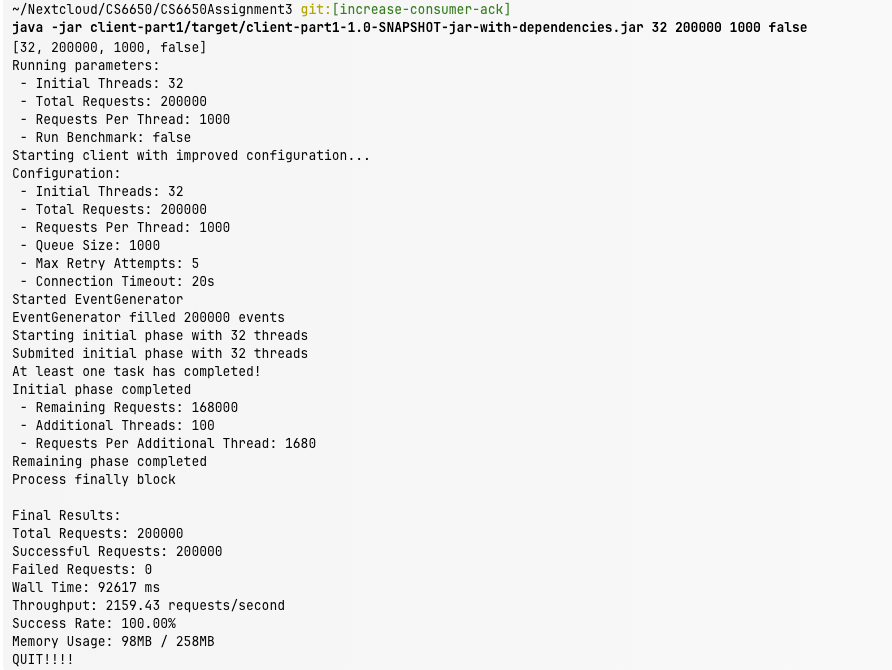 ~/Nextcloud/CS6650/CS6650Assignment3 git:[increase-consumer-ack]
java -jar client-part1/target/client-part1-1.0-SNAPSHOT-jar-with-dependencies.jar 32 200000 1000 false
[32, 200000, 1000, false]
Running parameters:
 - Initial Threads: 32
 - Total Requests: 200000
 - Requests Per Thread: 1000
 - Run Benchmark: false
Starting client with improved configuration...
Configuration:
 - Initial Threads: 32
 - Total Requests: 200000
 - Requests Per Thread: 1000
 - Queue Size: 1000
 - Max Retry Attempts: 5
 - Connection Timeout: 20s
Started EventGenerator
EventGenerator filled 200000 events
Starting initial phase with 32 threads
Submited initial phase with 32 threads
At least one task has completed!
Initial phase completed
 - Remaining Requests: 168000
 - Additional Threads: 100
 - Requests Per Additional Thread: 1680
Remaining phase completed
Process finally block

Final Results:
Total Requests: 200000
Successful Requests: 200000
Failed Requests: 0
Wall Time: 92617 ms
Throughput: 2159.43 requests/second
Success Rate: 100.00%
Memory Usage: 98MB / 258MB
QUIT!!!!